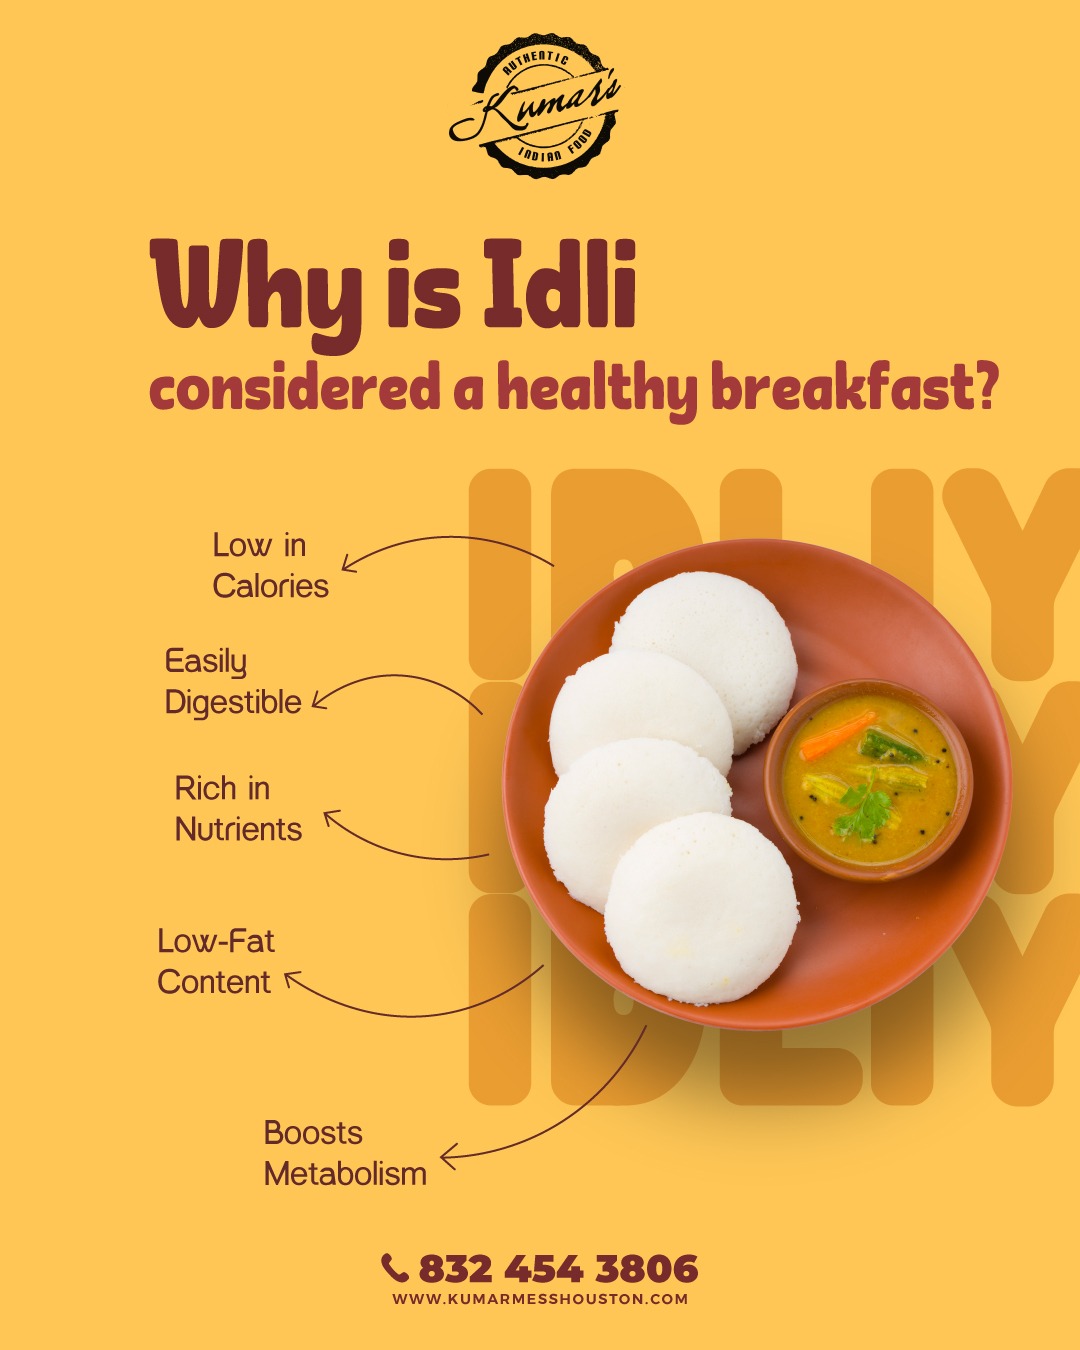 AUTHENTIC
Kumar's
INDIAN FOOD
Why is Idli
considered a healthy breakfast?
IDLIY
IDLIY
IDLIY
Low in
Calories
Easily
Digestible
Rich in
Nutrients
Low-Fat
Content
Boosts
Metabolism
832 454 3806
WWW.KUMARMESSHOUSTON.COM